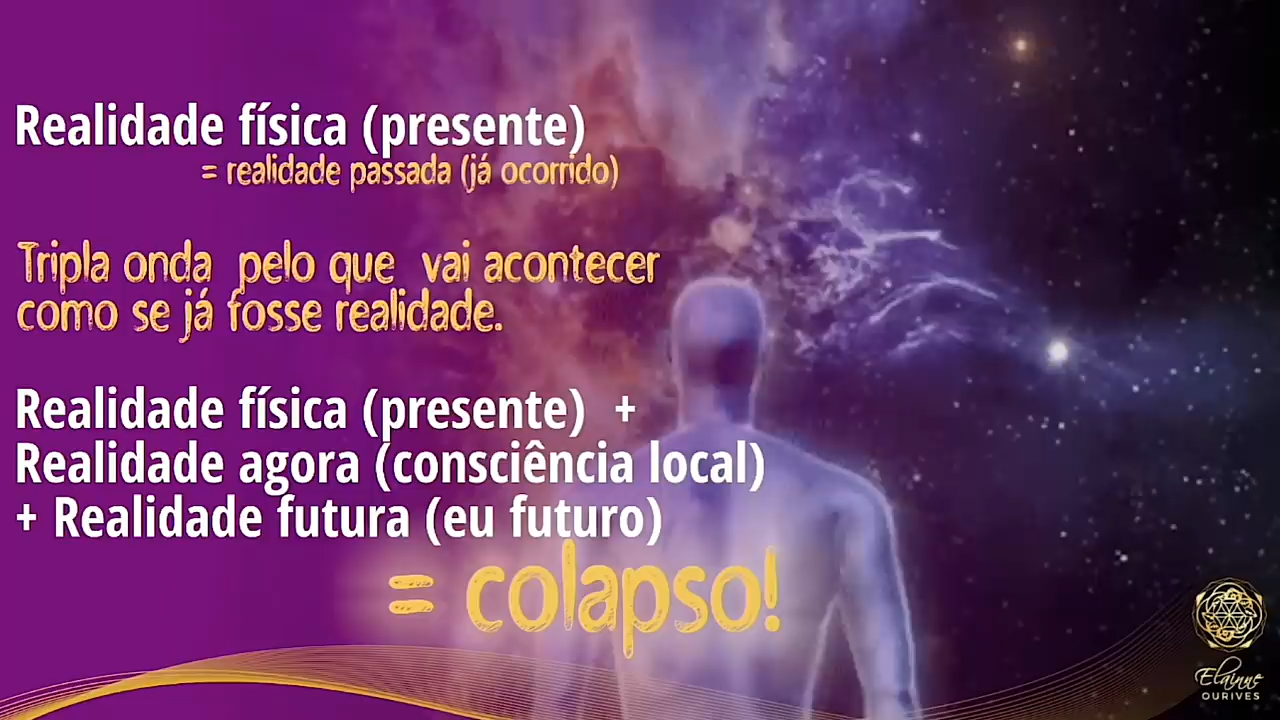 Realidade física (presente)
= realidade passada (já ocorrido)
Tripla onda pelo que vai acontecer
como se já fosse realidade.
Realidade física (presente) +
Realidade agora (consciência local)
+ Realidade futura (eu futuro)
= colapso!
Elainne
OURIVES